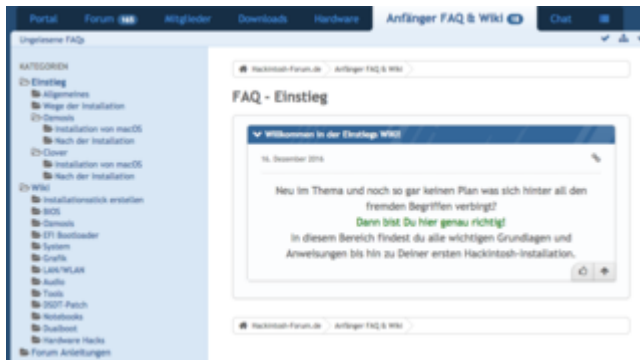 Portal Forum 165 Mitglieder Downloads Hardware Anfänger FAQ & Wiki Chat
Ungelesene FAQs
KATEGORIEN
Einstieg
Allgemeines
Wege der Installation
Ozmosis
Installation von macOS
Nach der Installation
Clover
Installation von macOS
Nach der Installation
Wiki
Installationsstick erstellen
BIOS
Ozmosis
EFI Bootloader
System
Grafik
LAN/WLAN
Audio
Tools
DSDT-Patch
Notebooks
Dualboot
Hardware Hacks
Forum Anleitungen
Hackintosh-Forum.de Anfänger FAQ & Wiki
FAQ - Einstieg
Willkommen in der Einstiegs WIKI!
16. Dezember 2016
Neu im Thema und noch so gar keinen Plan was sich hinter all den
fremden Begriffen verbirgt?
Dann bist Du hier genau richtig!
In diesem Bereich findest du alle wichtigen Grundlagen und
Anweisungen bis hin zu Deiner ersten Hackintosh-Installation.
Hackintosh-Forum.de Anfänger FAQ & Wiki